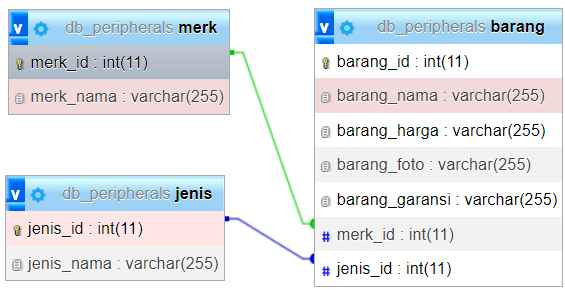 v db_peripherals merk
merk_id : int(11)
merk_nama : varchar(255)
v db_peripherals jenis
jenis_id : int(11)
jenis_nama : varchar(255)
v db_peripherals barang
barang_id : int(11)
barang_nama : varchar(255)
barang_harga : varchar(255)
barang_foto : varchar(255)
barang_garansi : varchar(255)
# merk_id : int(11)
# jenis_id : int(11)